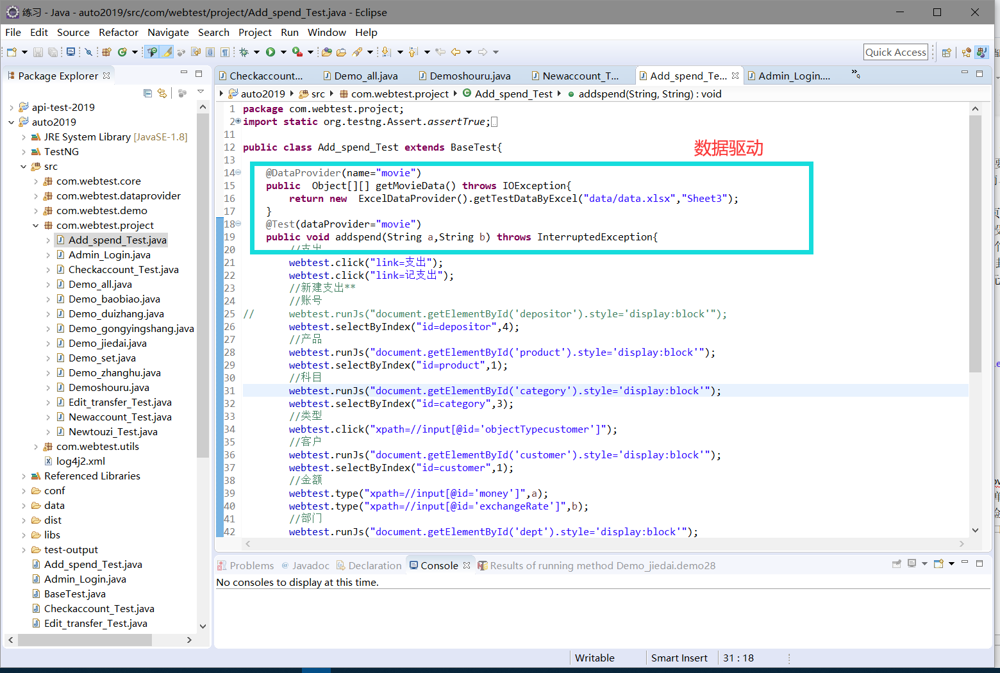 练习 - Java - auto2019/src/com/webtest/project/Add_spend_Test.java - Eclipse
File Edit Source Refactor Navigate Search Project Run Window Help
Quick Access
Package Explorer
api-test-2019
auto2019
JRE System Library [JavaSE-1.8]
TestNG
src
com.webtest.core
com.webtest.dataprovider
com.webtest.demo
com.webtest.project
Add_spend_Test.java
Admin_Login.java
Checkaccount_Test.java
Demo_all.java
Demo_baobiao.java
Demo_duizhang.java
Demo_gongyingshang.java
Demo_jiedai.java
Demo_set.java
Demo_zhanghu.java
Demoshouru.java
Edit_transfer_Test.java
Newaccount_Test.java
Newtouzi_Test.java
com.webtest.utils
log4j2.xml
Referenced Libraries
conf
data
dist
libs
test-output
Add_spend_Test.java
Admin_Login.java
BaseTest.java
Checkaccount_Test.java
Edit_transfer_Test.java
Checkaccount... Demo_all.java Demoshouru.java Newaccount_T... Add_spend_Te... Admin_Login.... »9
auto2019 src com.webtest.project Add_spend_Test addspend(String, String) : void
1 package com.webtest.project;
2 import static org.testng.Assert.assertTrue;
11
12 public class Add_spend_Test extends BaseTest{
数据驱动
13
14 @DataProvider(name="movie")
15 public Object[][] getMovieData() throws IOException{
16 return new ExcelDataProvider().getTestDataByExcel("data/data.xlsx","Sheet3");
17 }
18 @Test(dataProvider="movie")
19 public void addspend(String a,String b) throws InterruptedException{
20 //支出
21 webtest.click("link=支出");
22 webtest.click("link=记支出");
23 //新建支出**
24 //账号
25 // webtest.runJs("document.getElementById('depositor').style='display:block'");
26 webtest.selectByIndex("id=depositor",4);
27 //产品
28 webtest.runJs("document.getElementById('product').style='display:block'");
29 webtest.selectByIndex("id=product",1);
30 //科目
31 webtest.runJs("document.getElementById('category').style='display:block'");
32 webtest.selectByIndex("id=category",3);
33 //类型
34 webtest.click("xpath=//input[@id='objectTypecustomer']");
35 //客户
36 webtest.runJs("document.getElementById('customer').style='display:block'");
37 webtest.selectByIndex("id=customer",1);
38 //金额
39 webtest.type("xpath=//input[@id='money']",a);
40 webtest.type("xpath=//input[@id='exchangeRate']",b);
41 //部门
42 webtest.runJs("document.getElementById('dept').style='display:block'");
Problems Javadoc Declaration Console Results of running method Demo_jiedai.demo28
No consoles to display at this time.
Writable Smart Insert 31 : 18